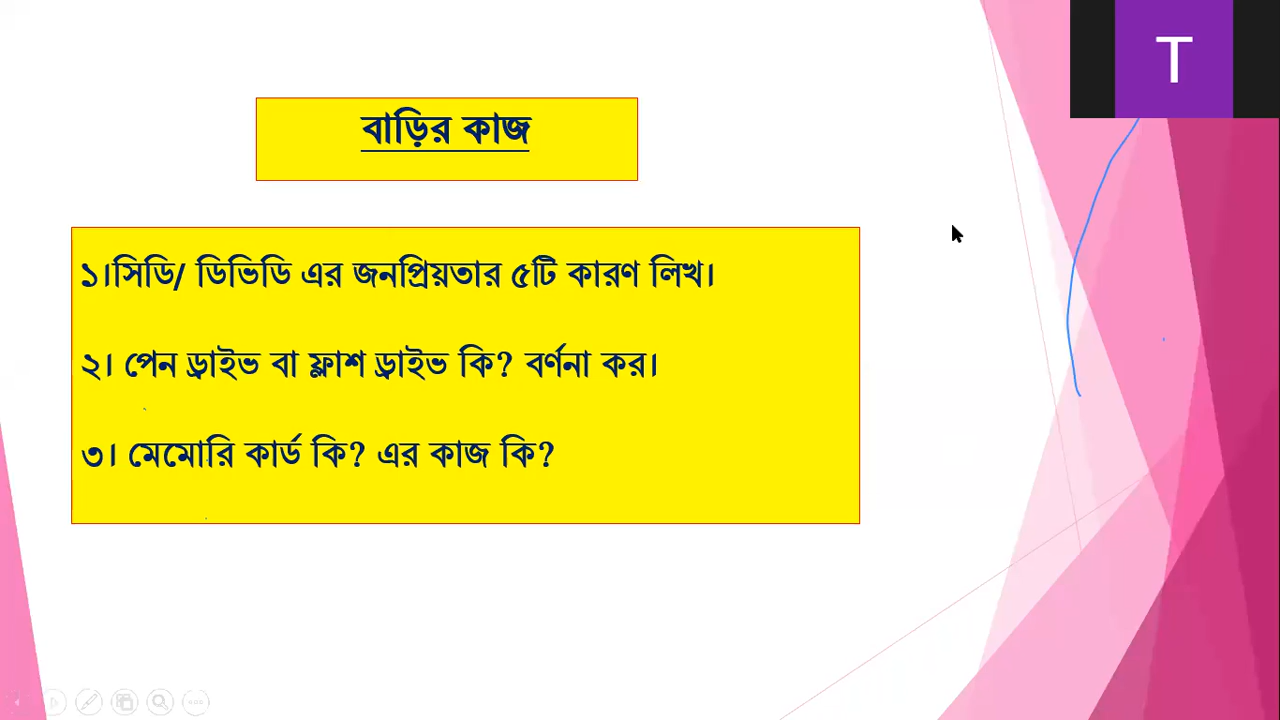 T
বাড়ির কাজ
১।সিডি/ ডিভিডি এর জনপ্রিয়তার ৫টি কারণ লিখ।
২। পেন ড্রাইভ বা ফ্লাশ ড্রাইভ কি? বর্ণনা কর।
৩। মেমোরি কার্ড কি? এর কাজ কি?